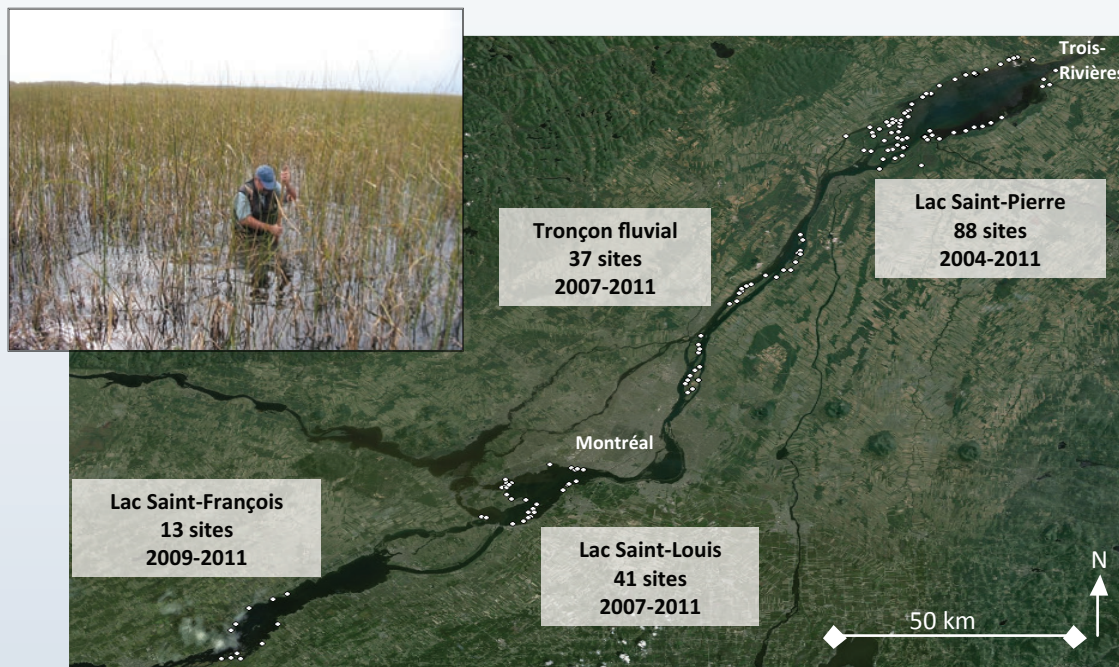 Trois-
Rivières
Lac Saint-Pierre
88 sites
2004-2011
Tronçon fluvial
37 sites
2007-2011
Montréal
Lac Saint-François
13 sites
2009-2011
Lac Saint-Louis
41 sites
2007-2011
N
50 km